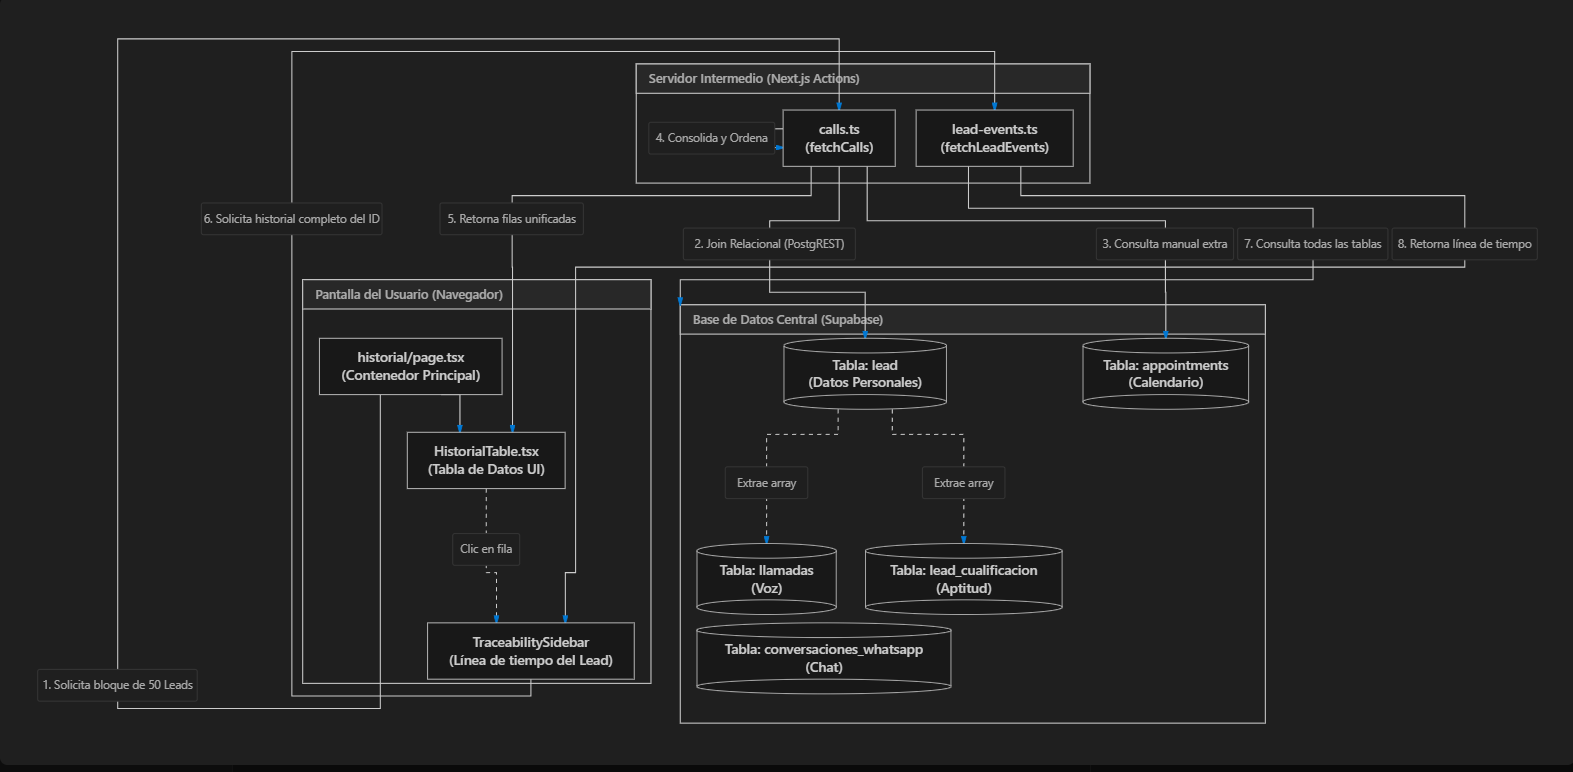 Servidor Intermedio (Next.js Actions)
4. Consolida y Ordena
calls.ts
(fetchCalls)
lead-events.ts
(fetchLeadEvents)
6. Solicita historial completo del ID
5. Retorna filas unificadas
2. Join Relacional (PostgREST)
3. Consulta manual extra
7. Consulta todas las tablas
8. Retorna línea de tiempo
Pantalla del Usuario (Navegador)
historial/page.tsx
(Contenedor Principal)
HistorialTable.tsx
(Tabla de Datos UI)
Clic en fila
TraceabilitySidebar
(Línea de tiempo del Lead)
1. Solicita bloque de 50 Leads
Base de Datos Central (Supabase)
Tabla: lead
(Datos Personales)
Tabla: appointments
(Calendario)
Extrae array
Extrae array
Tabla: llamadas
(Voz)
Tabla: lead_cualificacion
(Aptitud)
Tabla: conversaciones_whatsapp
(Chat)